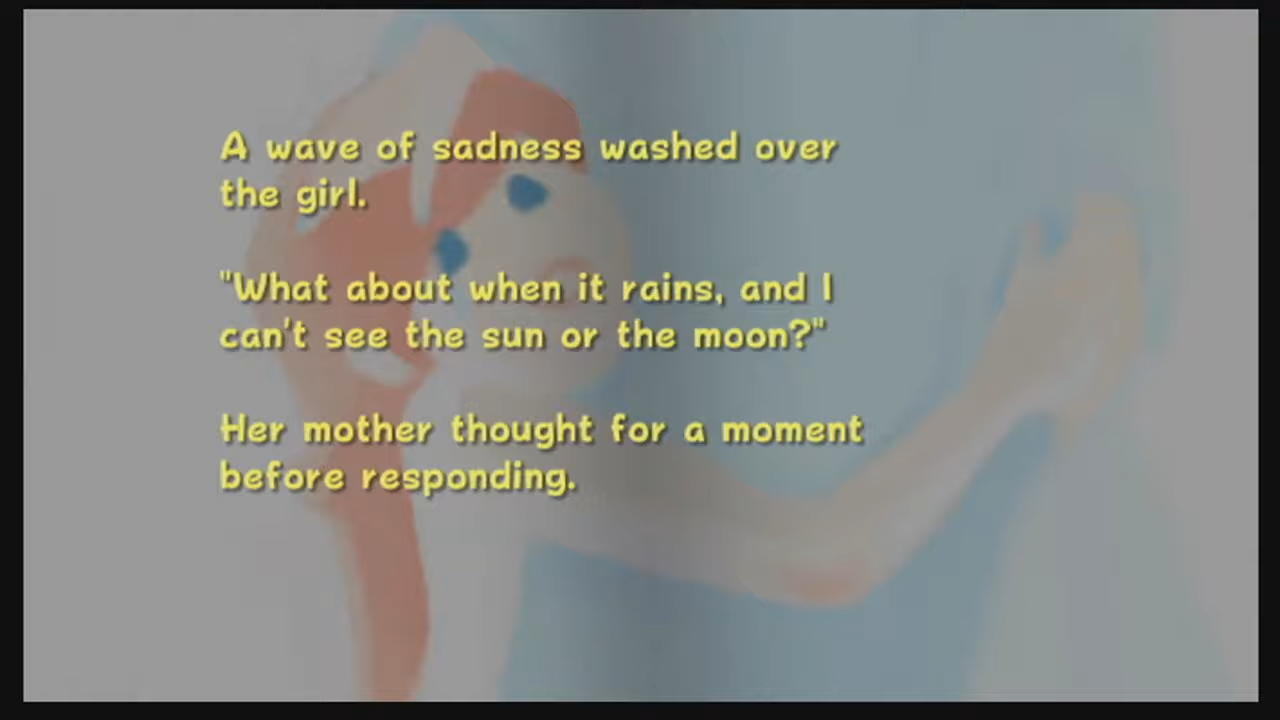 A wave of sadness washed over
the girl.
"What about when it rains, and I
can't see the sun or the moon?"
Her mother thought for a moment
before responding.